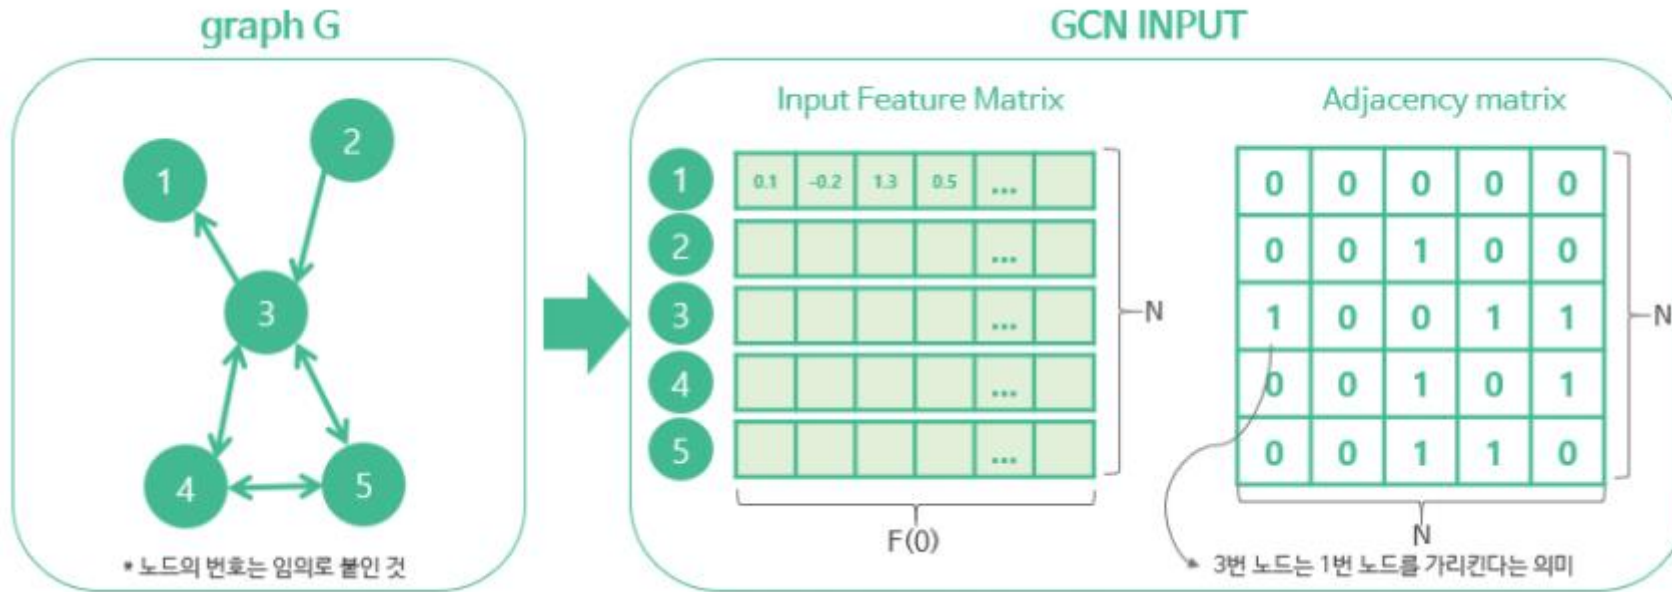 graph G
1
2
3
4
5
* 노드의 번호는 임의로 붙인 것
GCN INPUT
Input Feature Matrix
1 0.1 -0.2 1.3 0.5 ...
2 ...
3 ...
4 ...
5 ...
N
F(0)
Adjacency matrix
0 0 0 0 0
0 0 1 0 0
1 0 0 1 1
0 0 1 0 1
0 0 1 1 0
N
N
3번 노드는 1번 노드를 가리킨다는 의미